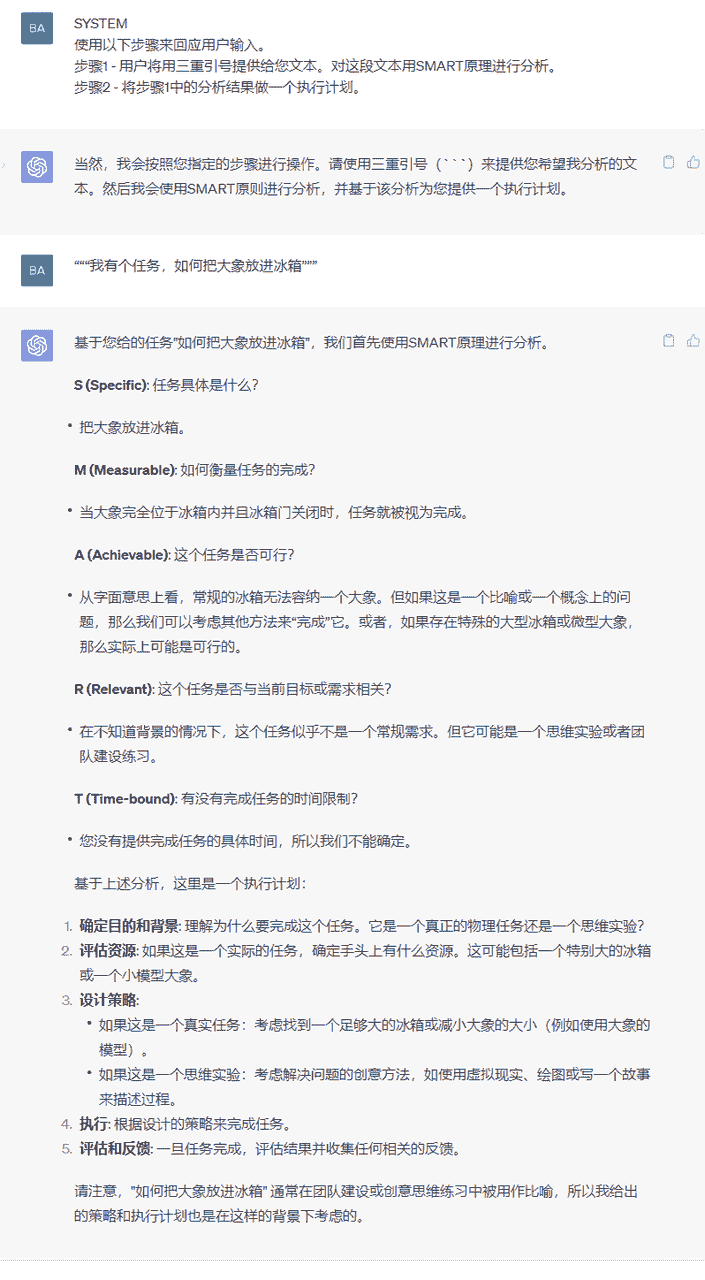 BA
SYSTEM
使用以下步骤来回应用户输入。
步骤1 - 用户将用三重引号提供给您文本。对这段文本用SMART原理进行分析。
步骤2 - 将步骤1中的分析结果做一个执行计划。
当然，我会按照您指定的步骤进行操作。请使用三重引号（```）来提供您希望我分析的文
本。然后我会使用SMART原则进行分析，并基于该分析为您提供一个执行计划。
BA
“““我有个任务，如何把大象放进冰箱”””
基于您给的任务"如何把大象放进冰箱"，我们首先使用SMART原理进行分析。
S (Specific): 任务具体是什么？
• 把大象放进冰箱。
M (Measurable): 如何衡量任务的完成？
• 当大象完全位于冰箱内并且冰箱门关闭时，任务就被视为完成。
A (Achievable): 这个任务是否可行？
• 从字面意思上看，常规的冰箱无法容纳一个大象。但如果这是一个比喻或一个概念上的问
题，那么我们可以考虑其他方法来“完成”它。或者，如果存在特殊的大型冰箱或微型大象，
那么实际上可能是可行的。
R (Relevant): 这个任务是否与当前目标或需求相关？
• 在不知道背景的情况下，这个任务似乎不是一个常规需求。但它可能是一个思维实验或者团
队建设练习。
T (Time-bound): 有没有完成任务的时间限制？
• 您没有提供完成任务的具体时间，所以我们不能确定。
基于上述分析，这里是一个执行计划：
1. 确定目的和背景: 理解为什么要完成这个任务。它是一个真正的物理任务还是一个思维实验？
2. 评估资源: 如果这是一个实际的任务，确定手头上有什么资源。这可能包括一个特别大的冰箱
或一个小模型大象。
3. 设计策略:
• 如果这是一个真实任务：考虑找到一个足够大的冰箱或减小大象的大小（例如使用大象的
模型）。
• 如果这是一个思维实验：考虑解决问题的创意方法，如使用虚拟现实、绘图或写一个故事
来描述过程。
4. 执行: 根据设计的策略来完成任务。
5. 评估和反馈: 一旦任务完成，评估结果并收集任何相关的反馈。
请注意，"如何把大象放进冰箱" 通常在团队建设或创意思维练习中被用作比喻，所以我给出
的策略和执行计划也是在这样的背景下考虑的。